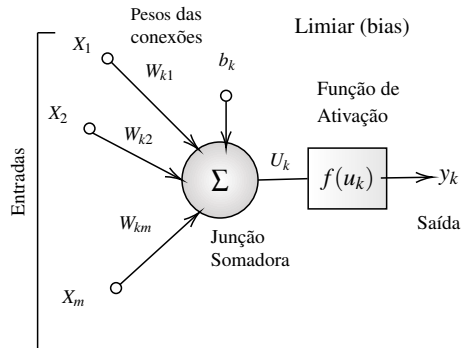 Pesos das
conexões
Limiar (bias)
X1
Wk1
bk
Função de
Ativação
X2
Wk2
Entradas
Σ
Uk
f(uk)
yk
Wkm
Junção
Somadora
Saída
Xm